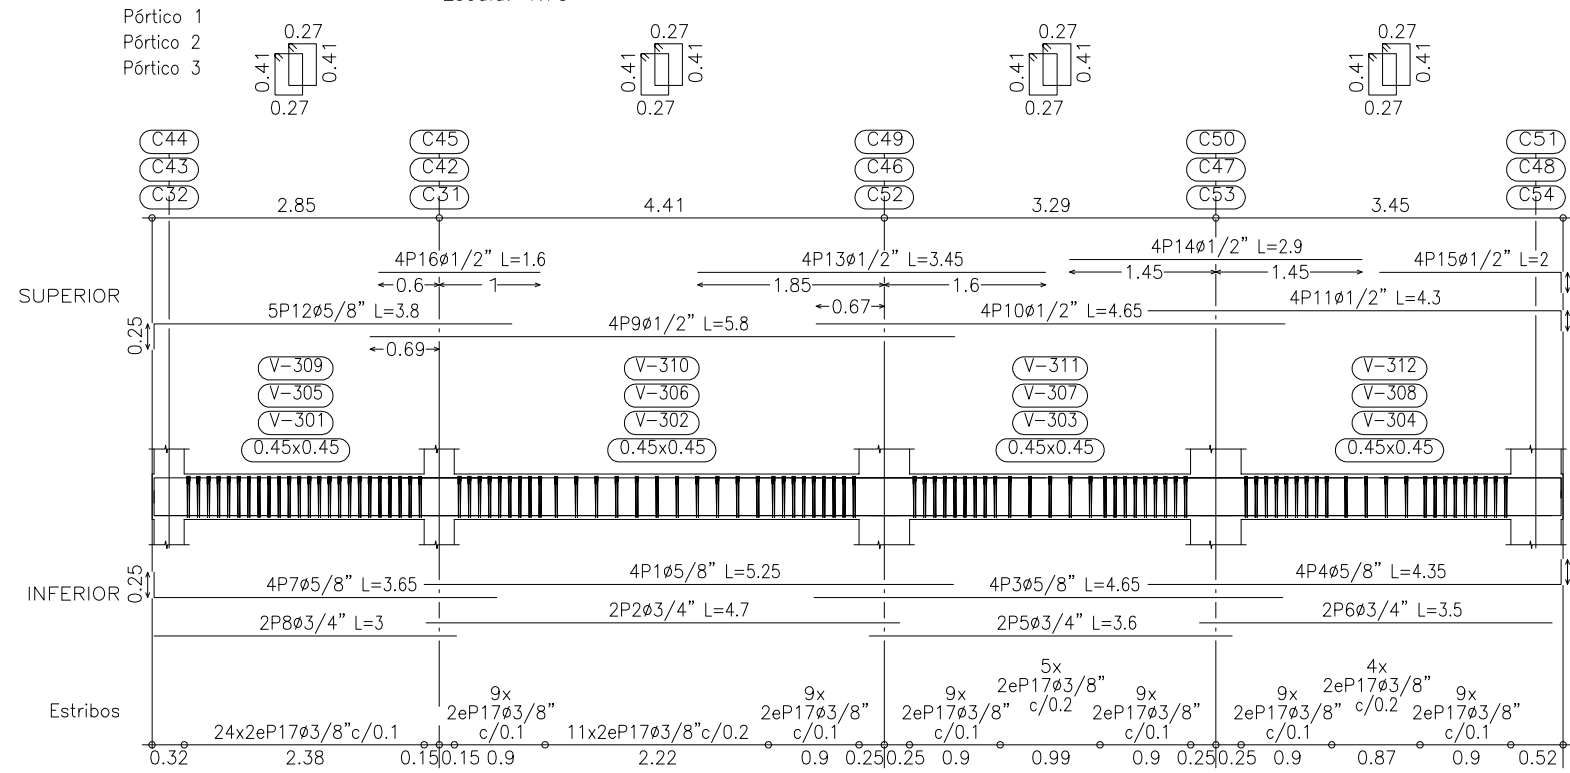 Pórtico 1
Pórtico 2
Pórtico 3
0.27 0.27 0.27 0.27
0.41 0.41 0.41 0.41 0.41 0.41 0.41 0.41
0.27 0.27 0.27 0.27
C44 C45 C49 C50 C51
C43 C42 C46 C47 C48
C32 C31 C52 C53 C54
2.85 4.41 3.29 3.45
4P14ø1/2" L=2.9
4P16ø1/2" L=1.6 4P13ø1/2" L=3.45 4P15ø1/2" L=2
1.45 1.45
0.6 1 1.85 1.6
SUPERIOR
4P11ø1/2" L=4.3
0.67
5P12ø5/8" L=3.8 4P10ø1/2" L=4.65
4P9ø1/2" L=5.8
0.25
0.69
V-309 V-310 V-311 V-312
V-305 V-306 V-307 V-308
V-301 V-302 V-303 V-304
0.45x0.45 0.45x0.45 0.45x0.45 0.45x0.45
4P1ø5/8" L=5.25 4P4ø5/8" L=4.35
0.25
4P7ø5/8" L=3.65 4P3ø5/8" L=4.65
INFERIOR
2P2ø3/4" L=4.7 2P6ø3/4" L=3.5
2P8ø3/4" L=3 2P5ø3/4" L=3.6
5x 4x
2eP17ø3/8" 2eP17ø3/8"
c/0.2 c/0.2
9x 9x 9x 9x 9x 9x
Estribos 2eP17ø3/8" 2eP17ø3/8" 2eP17ø3/8" 2eP17ø3/8" 2eP17ø3/8" 2eP17ø3/8"
24x2eP17ø3/8"c/0.1 c/0.1 11x2eP17ø3/8"c/0.2 c/0.1 c/0.1 c/0.1 c/0.1 c/0.1
0.32 2.38 0.15 0.15 0.9 2.22 0.9 0.25 0.25 0.9 0.99 0.9 0.25 0.25 0.9 0.87 0.9 0.52